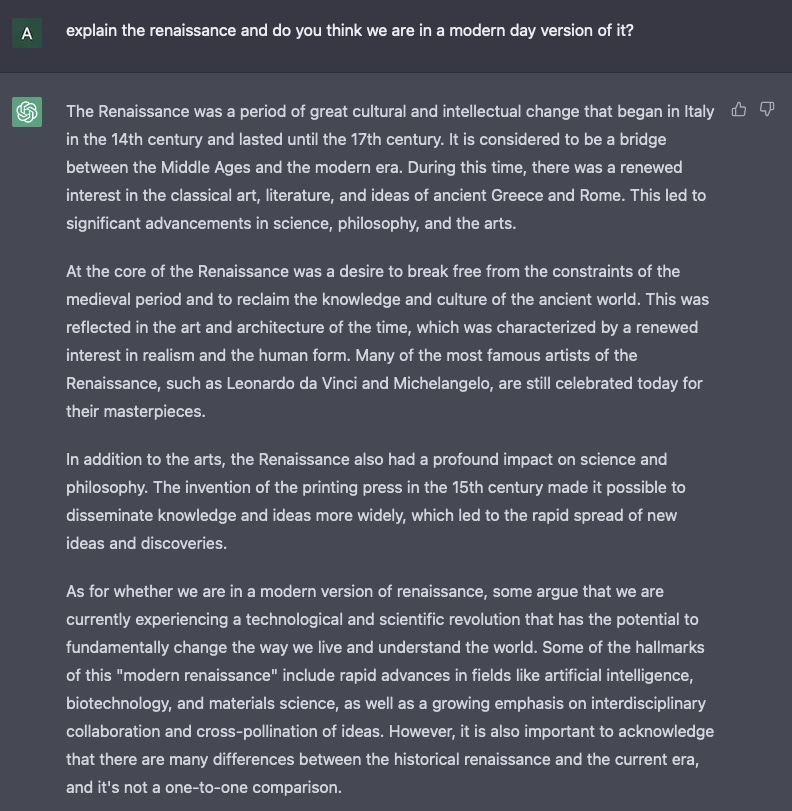 A
explain the renaissance and do you think we are in a modern day version of it?
The Renaissance was a period of great cultural and intellectual change that began in Italy
in the 14th century and lasted until the 17th century. It is considered to be a bridge
between the Middle Ages and the modern era. During this time, there was a renewed
interest in the classical art, literature, and ideas of ancient Greece and Rome. This led to
significant advancements in science, philosophy, and the arts.
At the core of the Renaissance was a desire to break free from the constraints of the
medieval period and to reclaim the knowledge and culture of the ancient world. This was
reflected in the art and architecture of the time, which was characterized by a renewed
interest in realism and the human form. Many of the most famous artists of the
Renaissance, such as Leonardo da Vinci and Michelangelo, are still celebrated today for
their masterpieces.
In addition to the arts, the Renaissance also had a profound impact on science and
philosophy. The invention of the printing press in the 15th century made it possible to
disseminate knowledge and ideas more widely, which led to the rapid spread of new
ideas and discoveries.
As for whether we are in a modern version of renaissance, some argue that we are
currently experiencing a technological and scientific revolution that has the potential to
fundamentally change the way we live and understand the world. Some of the hallmarks
of this "modern renaissance" include rapid advances in fields like artificial intelligence,
biotechnology, and materials science, as well as a growing emphasis on interdisciplinary
collaboration and cross-pollination of ideas. However, it is also important to acknowledge
that there are many differences between the historical renaissance and the current era,
and it's not a one-to-one comparison.